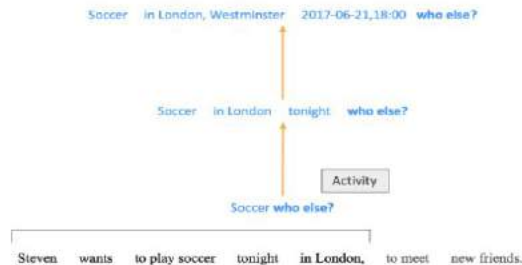 Soccer in London, Westminster 2017-06-21,18:00 who else?
Soccer in London tonight who else?
Activity
Soccer who else?
Steven wants to play soccer tonight in London, to meet new friends.